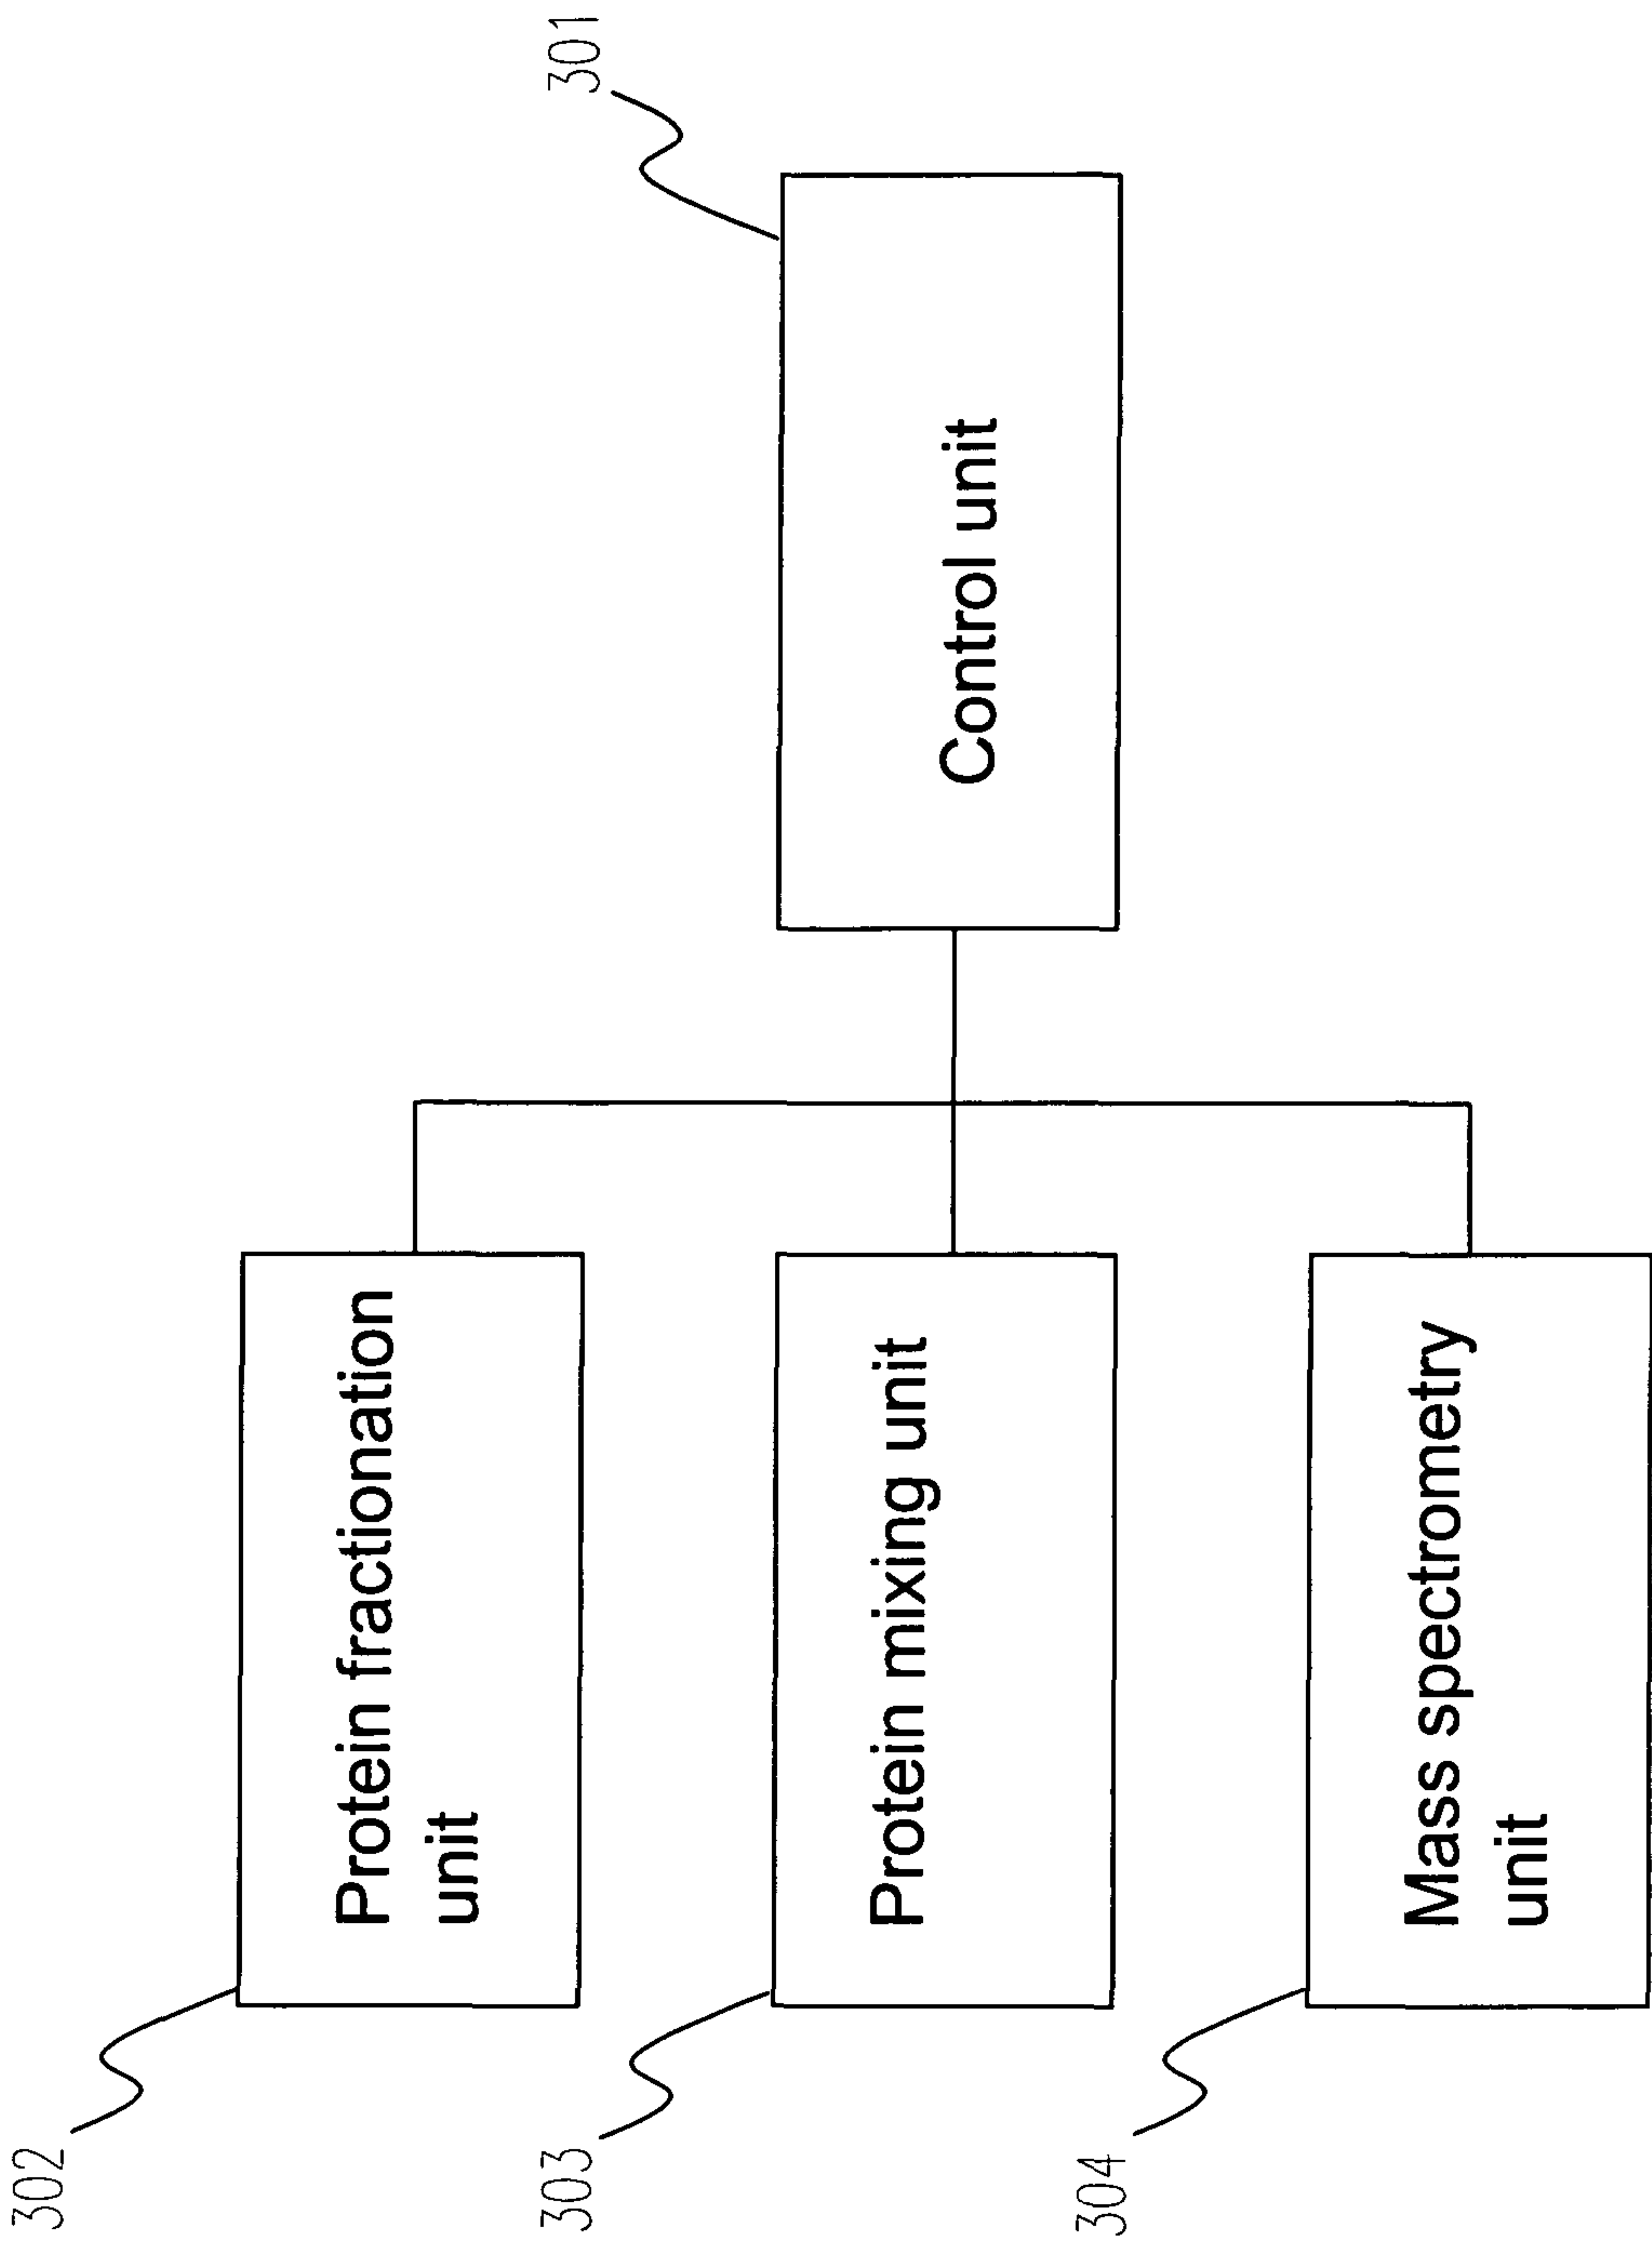 302
Protein fractionation
unit
303
Protein mixing unit
304
Mass spectrometry
unit
301
Control unit